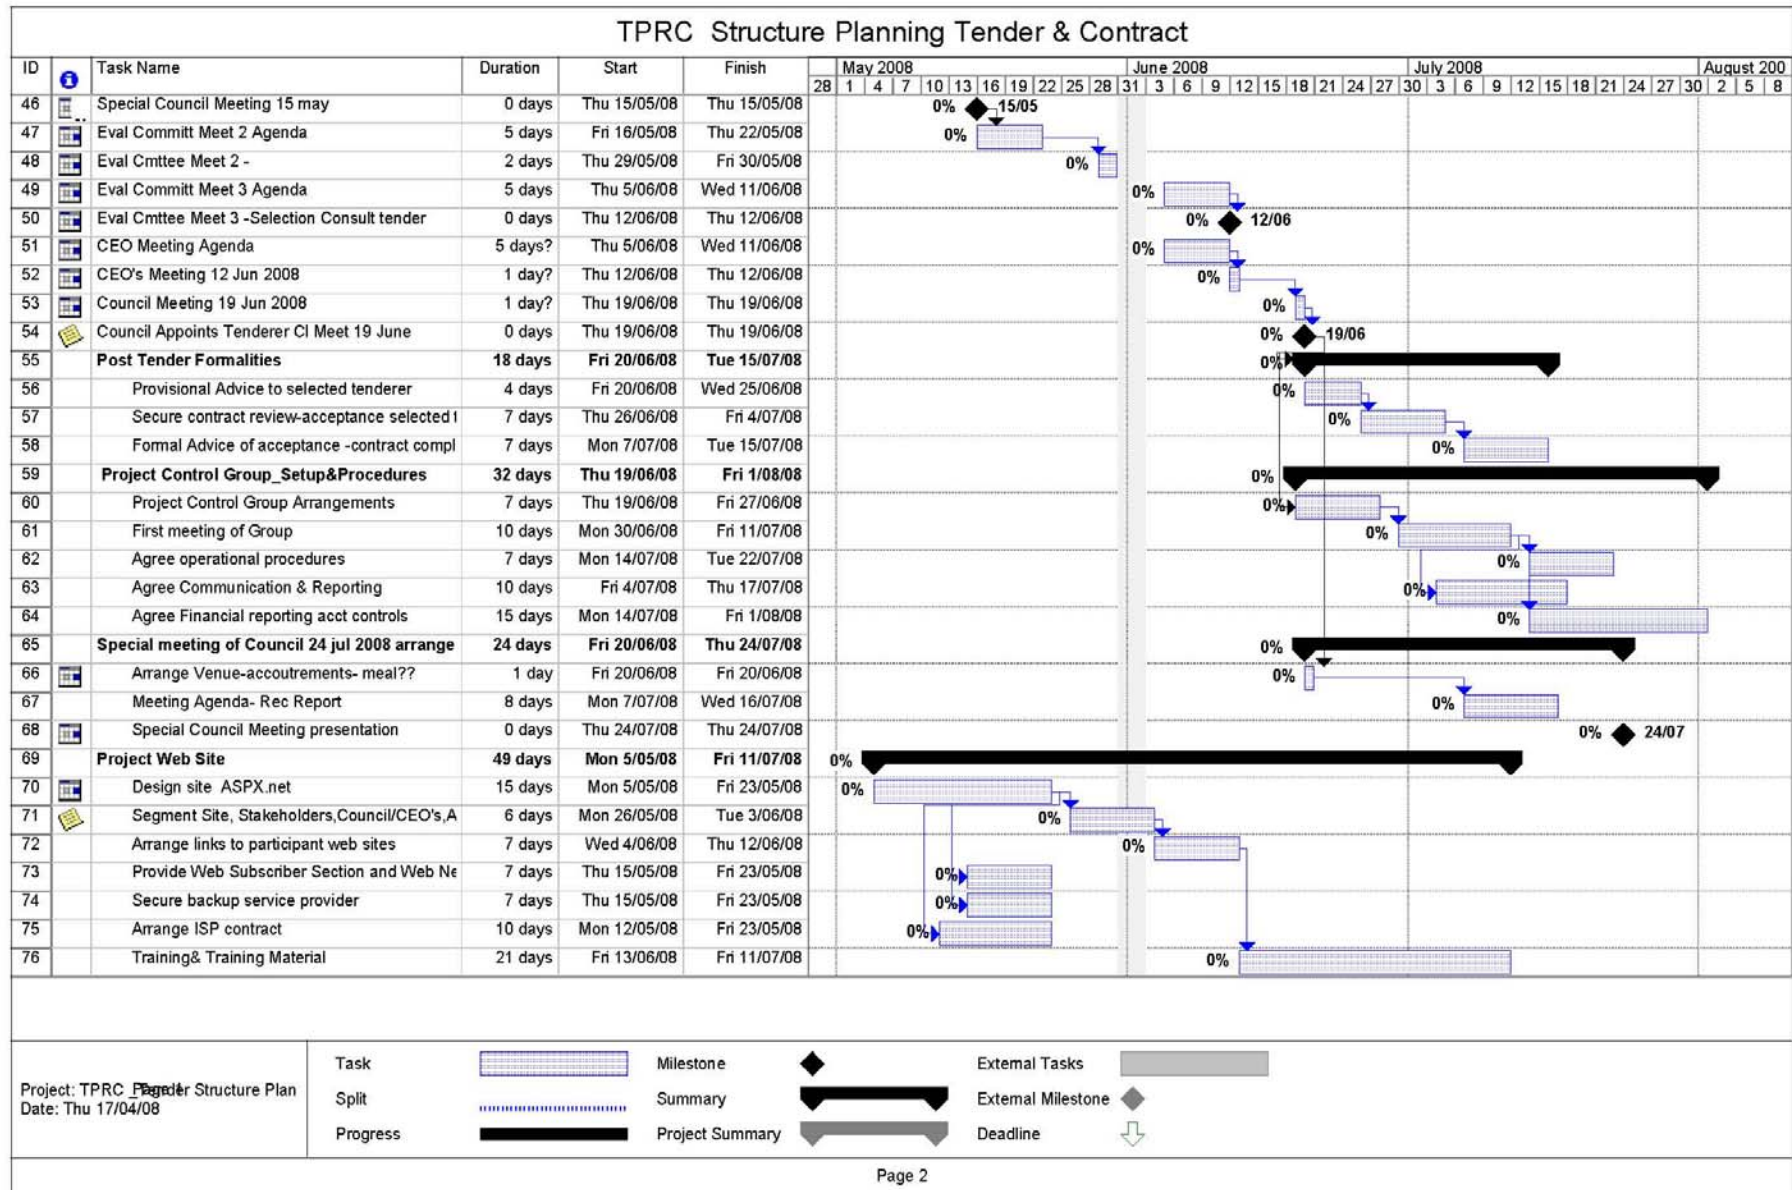 TPRC Structure Planning Tender & Contract
ID Task Name Duration Start Finish May 2008 June 2008 July 2008 August 200
28 1 4 7 10 13 16 19 22 25 28 31 3 6 9 12 15 18 21 24 27 30 3 6 9 12 15 18 21 24 27 30 2 5 8
46 Special Council Meeting 15 may 0 days Thu 15/05/08 Thu 15/05/08 0% 15/05
47 Eval Committ Meet 2 Agenda 5 days Fri 16/05/08 Thu 22/05/08 0%
48 Eval Cmttee Meet 2 - 2 days Thu 29/05/08 Fri 30/05/08 0%
49 Eval Committ Meet 3 Agenda 5 days Thu 5/06/08 Wed 11/06/08 0%
50 Eval Cmttee Meet 3 -Selection Consult tender 0 days Thu 12/06/08 Thu 12/06/08 0% 12/06
51 CEO Meeting Agenda 5 days? Thu 5/06/08 Wed 11/06/08 0%
52 CEO's Meeting 12 Jun 2008 1 day? Thu 12/06/08 Thu 12/06/08 0%
53 Council Meeting 19 Jun 2008 1 day? Thu 19/06/08 Thu 19/06/08 0%
54 Council Appoints Tenderer Cl Meet 19 June 0 days Thu 19/06/08 Thu 19/06/08 0% 19/06
55 Post Tender Formalities 18 days Fri 20/06/08 Tue 15/07/08 0%
56 Provisional Advice to selected tenderer 4 days Fri 20/06/08 Wed 25/06/08 0%
57 Secure contract review-acceptance selected t 7 days Thu 26/06/08 Fri 4/07/08 0%
58 Formal Advice of acceptance -contract compl 7 days Mon 7/07/08 Tue 15/07/08 0%
59 Project Control Group_Setup&Procedures 32 days Thu 19/06/08 Fri 1/08/08 0%
60 Project Control Group Arrangements 7 days Thu 19/06/08 Fri 27/06/08 0%
61 First meeting of Group 10 days Mon 30/06/08 Fri 11/07/08 0%
62 Agree operational procedures 7 days Mon 14/07/08 Tue 22/07/08 0%
63 Agree Communication & Reporting 10 days Fri 4/07/08 Thu 17/07/08 0%
64 Agree Financial reporting acct controls 15 days Mon 14/07/08 Fri 1/08/08 0%
65 Special meeting of Council 24 jul 2008 arrange 24 days Fri 20/06/08 Thu 24/07/08 0%
66 Arrange Venue-accoutrements- meal?? 1 day Fri 20/06/08 Fri 20/06/08 0%
67 Meeting Agenda- Rec Report 8 days Mon 7/07/08 Wed 16/07/08 0%
68 Special Council Meeting presentation 0 days Thu 24/07/08 Thu 24/07/08 0% 24/07
69 Project Web Site 49 days Mon 5/05/08 Fri 11/07/08 0%
70 Design site ASPX.net 15 days Mon 5/05/08 Fri 23/05/08 0%
71 Segment Site, Stakeholders,Council/CEO's,A 6 days Mon 26/05/08 Tue 3/06/08 0%
72 Arrange links to participant web sites 7 days Wed 4/06/08 Thu 12/06/08 0%
73 Provide Web Subscriber Section and Web Ne 7 days Thu 15/05/08 Fri 23/05/08 0%
74 Secure backup service provider 7 days Thu 15/05/08 Fri 23/05/08 0%
75 Arrange ISP contract 10 days Mon 12/05/08 Fri 23/05/08 0%
76 Training& Training Material 21 days Fri 13/06/08 Fri 11/07/08 0%
Project: TPRC Structure Plan
Date: Thu 17/04/08
Task Milestone External Tasks
Split Summary External Milestone
Progress Project Summary Deadline
Page 2